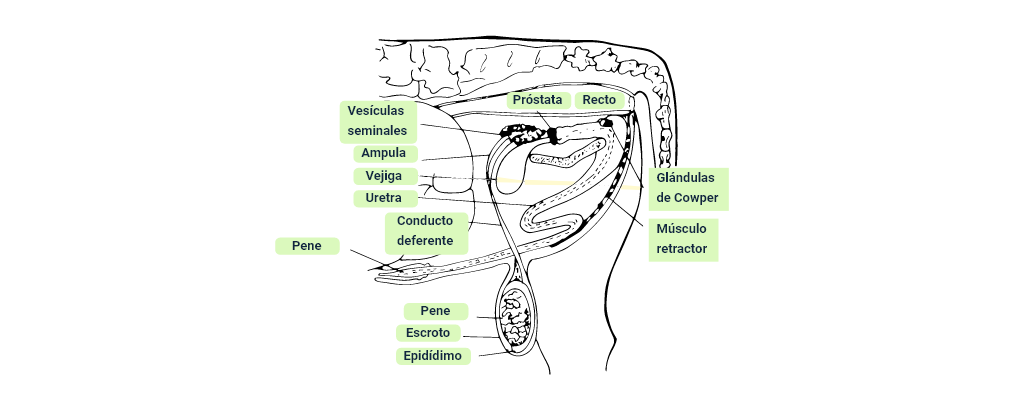 Próstata
Recto
Vesículas
seminales
Ampula
Vejiga
Uretra
Conducto
deferente
Pene
Glándulas
de Cowper
Músculo
retractor
Pene
Escroto
Epidídimo